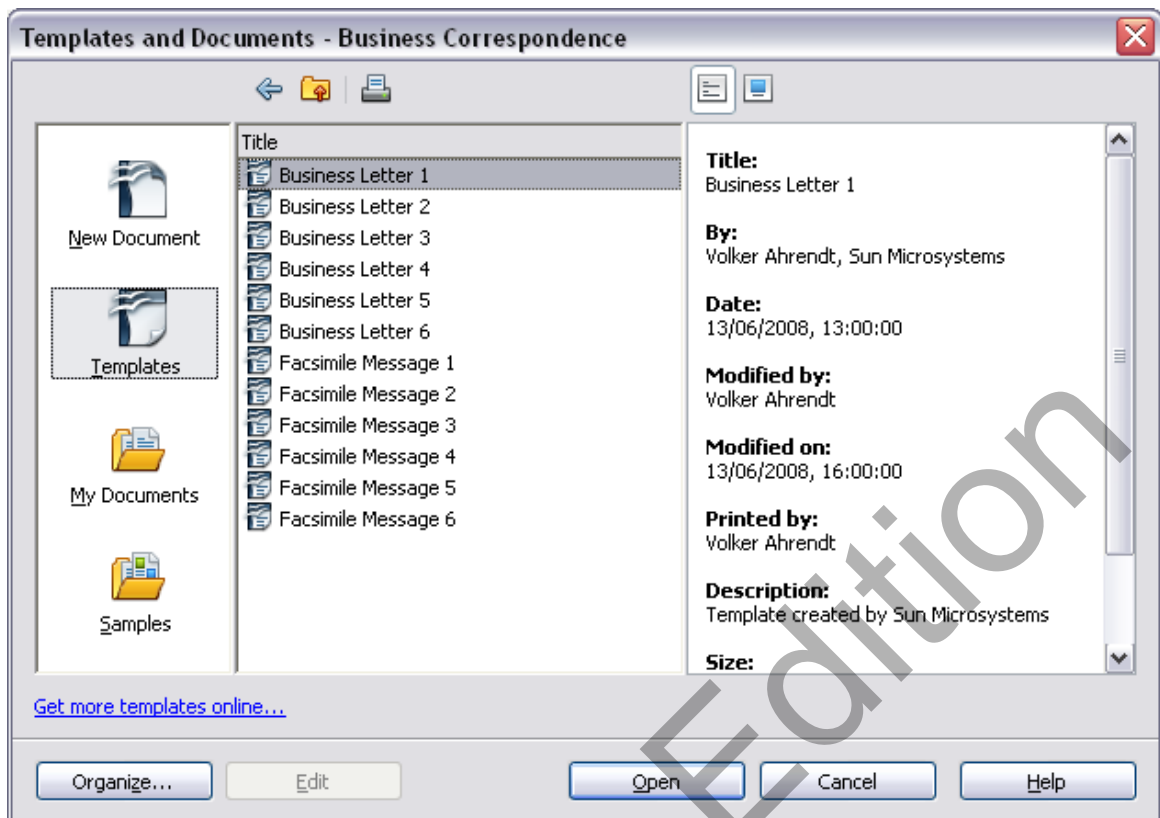 Templates and Documents - Business Correspondence
New Document
Templates
My Documents
Samples
Title
Business Letter 1
Business Letter 2
Business Letter 3
Business Letter 4
Business Letter 5
Business Letter 6
Facsimile Message 1
Facsimile Message 2
Facsimile Message 3
Facsimile Message 4
Facsimile Message 5
Facsimile Message 6
Title:
Business Letter 1
By:
Volker Ahrendt, Sun Microsystems
Date:
13/06/2008, 13:00:00
Modified by:
Volker Ahrendt
Modified on:
13/06/2008, 16:00:00
Printed by:
Volker Ahrendt
Description:
Template created by Sun Microsystems
Size:
Get more templates online...
Organize...
Edit
Open
Cancel
Help
Edition